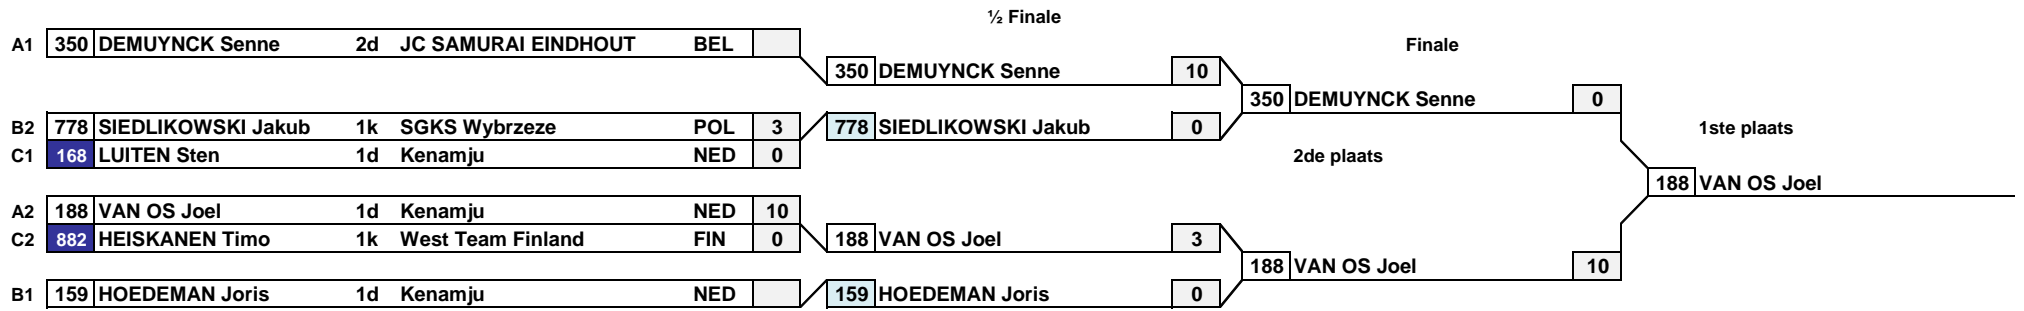 ½ Finale
A1 350 DEMUYNCK Senne 2d JC SAMURAI EINDHOUT BEL
Finale
350 DEMUYNCK Senne 10
350 DEMUYNCK Senne 0
B2 778 SIEDLIKOWSKI Jakub 1k SGKS Wybrzeze POL 3
778 SIEDLIKOWSKI Jakub 0
1ste plaats
C1 168 LUITEN Sten 1d Kenamju NED 0
2de plaats
188 VAN OS Joel
A2 188 VAN OS Joel 1d Kenamju NED 10
C2 882 HEISKANEN Timo 1k West Team Finland FIN 0
188 VAN OS Joel 3
188 VAN OS Joel 10
B1 159 HOEDEMAN Joris 1d Kenamju NED
159 HOEDEMAN Joris 0